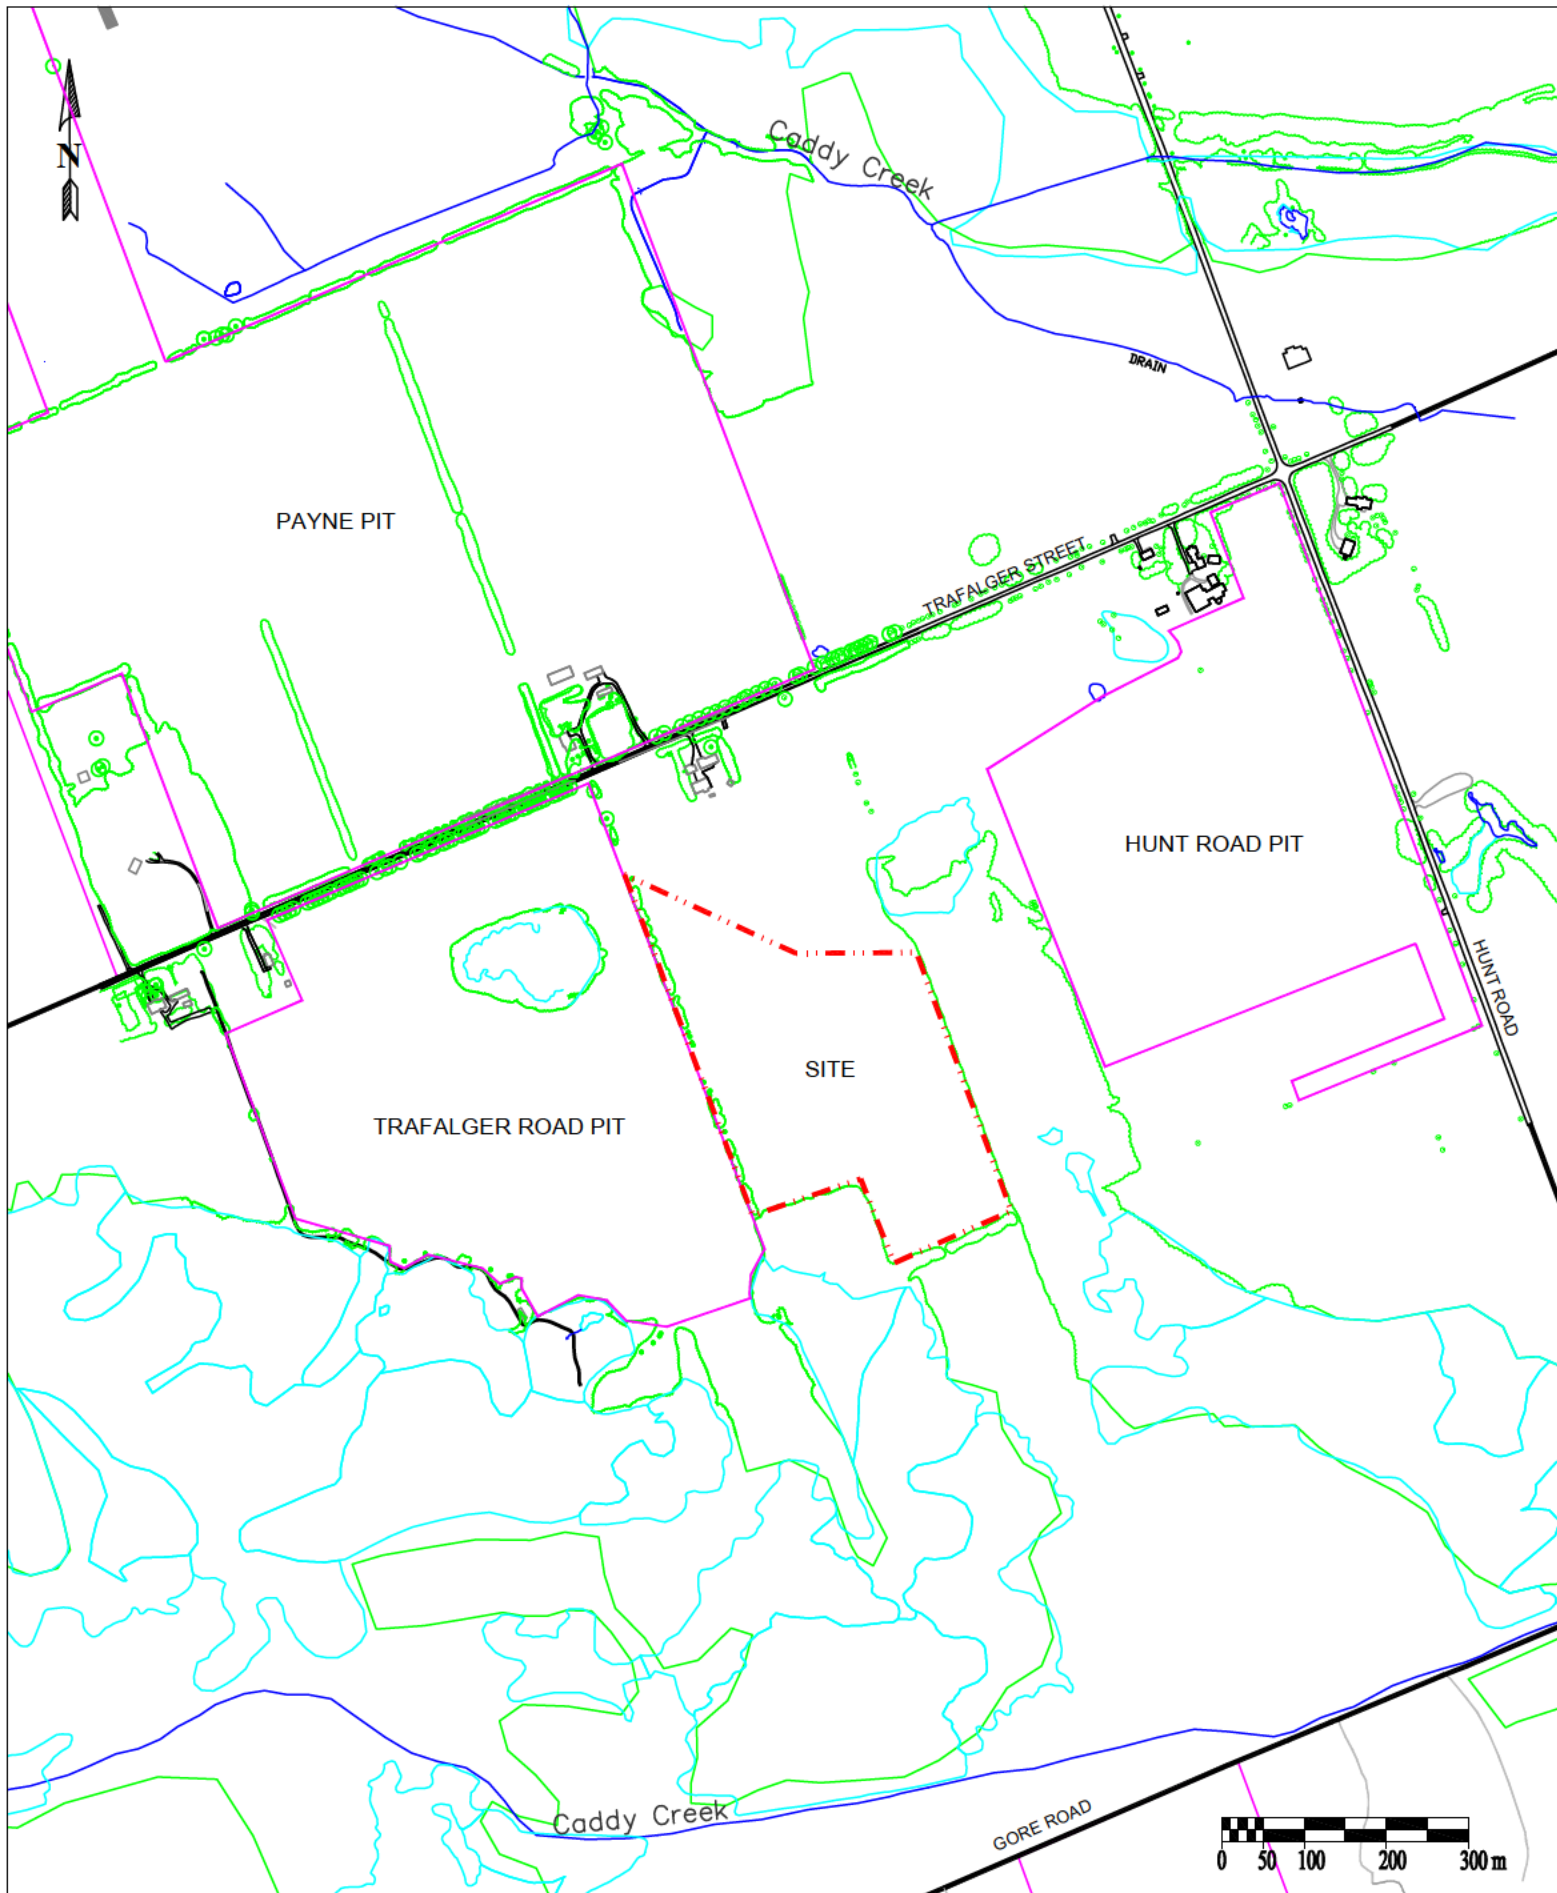 N
Caddy Creek
DRAIN
PAYNE PIT
TRAFALGER STREET
HUNT ROAD PIT
HUNT ROAD
SITE
TRAFALGER ROAD PIT
Caddy Creek
GORE ROAD
0 50 100 200 300 m